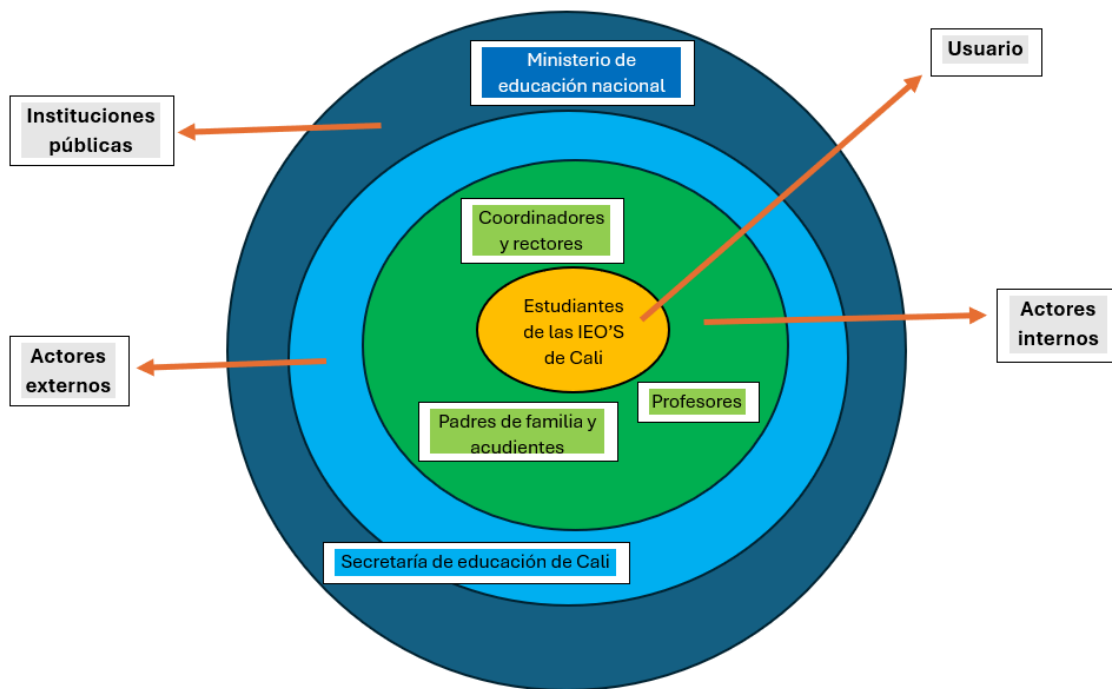 Ministerio de
educación nacional
Usuario
Instituciones
públicas
Coordinadores
y rectores
Estudiantes
de las IEO'S
de Cali
Actores
internos
Actores
externos
Profesores
Padres de familia y
acudientes
Secretaría de educación de Cali